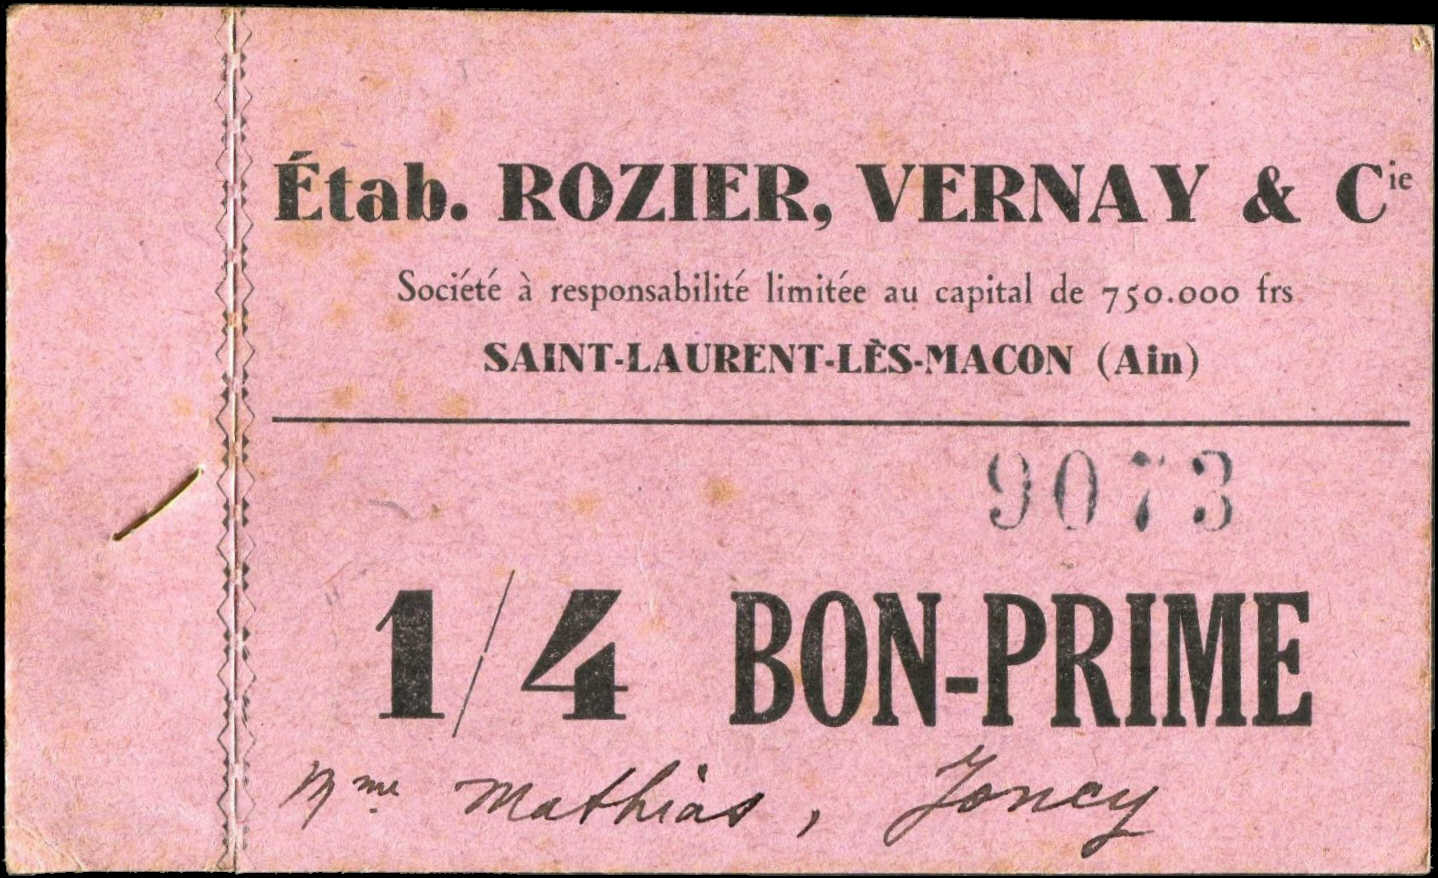 Étab. ROZIER, VERNAY & Cie
Société à responsabilité limitée au capital de 750.000 frs
SAINT-LAURENT-LÈS-MACON (Ain)
9073
1/4 BON-PRIME
Mme Mathias, Joncy